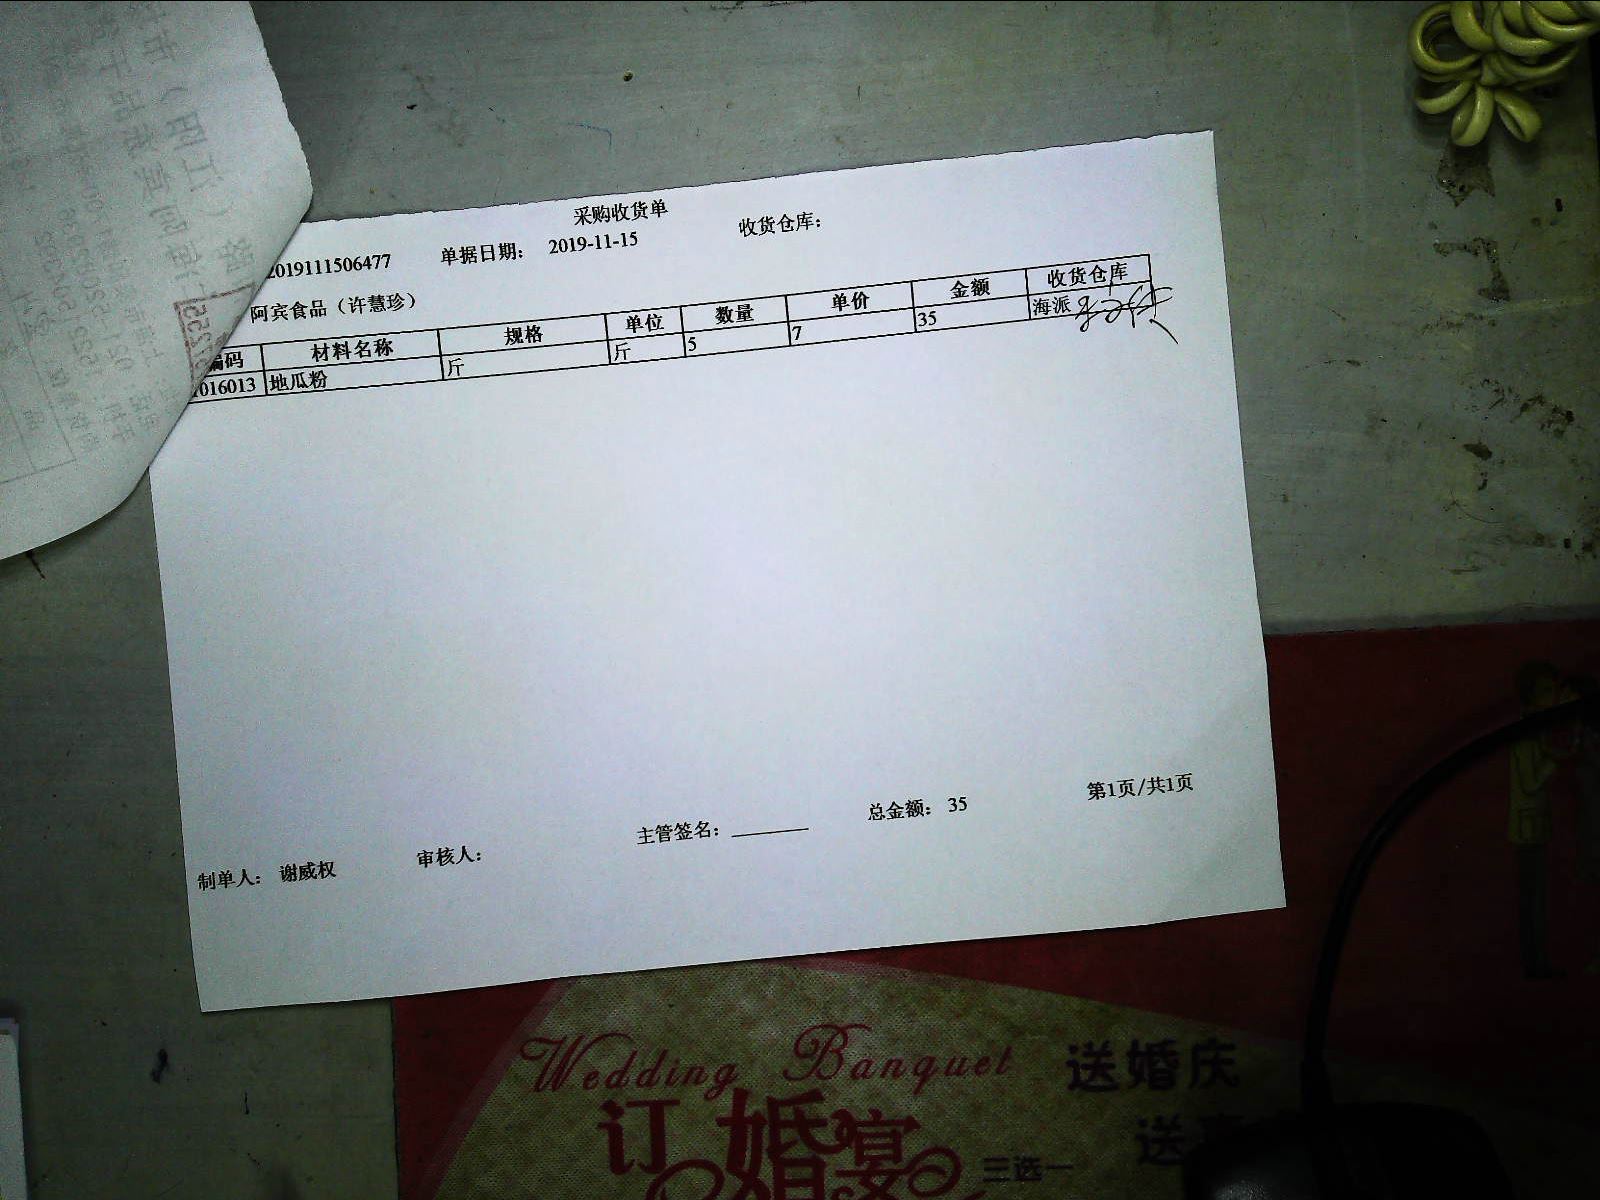 采购收货单
2019111506477 单据日期： 2019-11-15 收货仓库：
阿宾食品（许慧珍）
编码 材料名称 规格 单位 数量 单价 金额 收货仓库
016013 地瓜粉 斤 斤 5 7 35 海派
制单人： 谢威权 审核人： 主管签名： 总金额： 35 第1页/共1页
Wedding Banquet 送婚庆
订婚宴 三选一 送